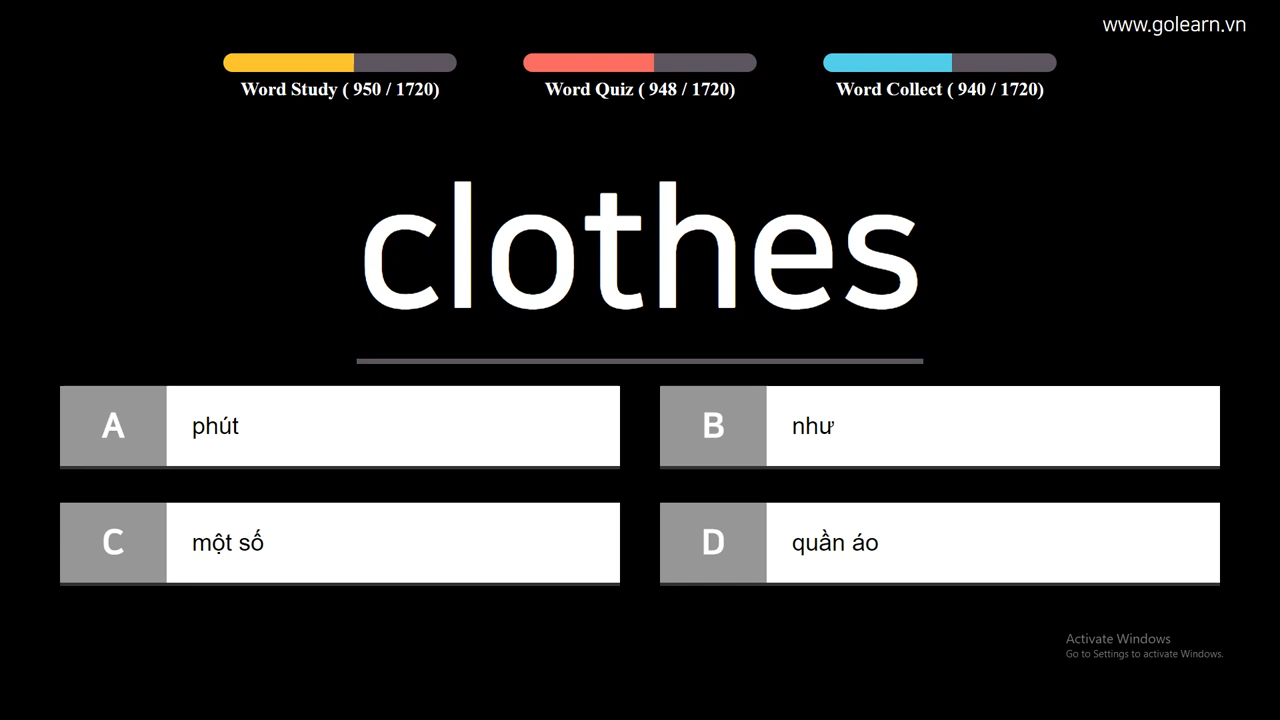 www.golearn.vn
Word Study ( 950 / 1720)
Word Quiz ( 948 / 1720)
Word Collect ( 940 / 1720)
clothes
A phút
B như
C một số
D quần áo
Activate Windows
Go to Settings to activate Windows.